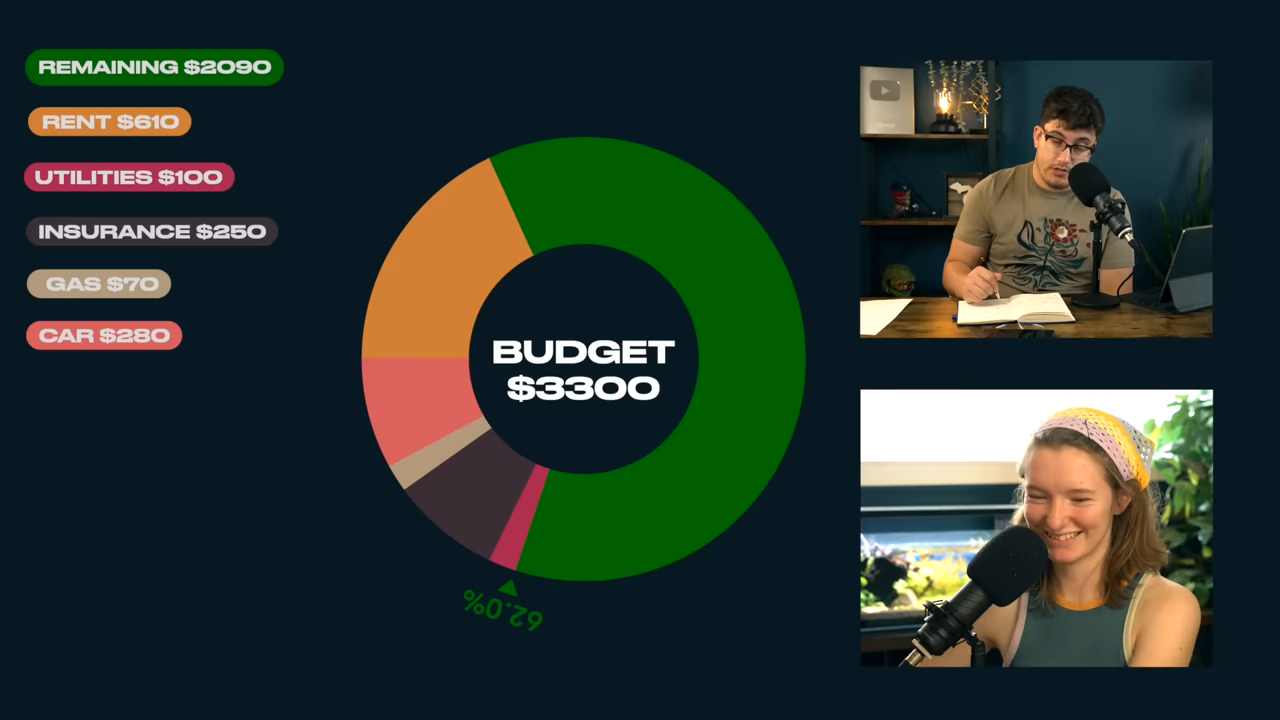 REMAINING $2090
RENT $610
UTILITIES $100
INSURANCE $250
GAS $70
CAR $280
BUDGET
$3300
62.0%